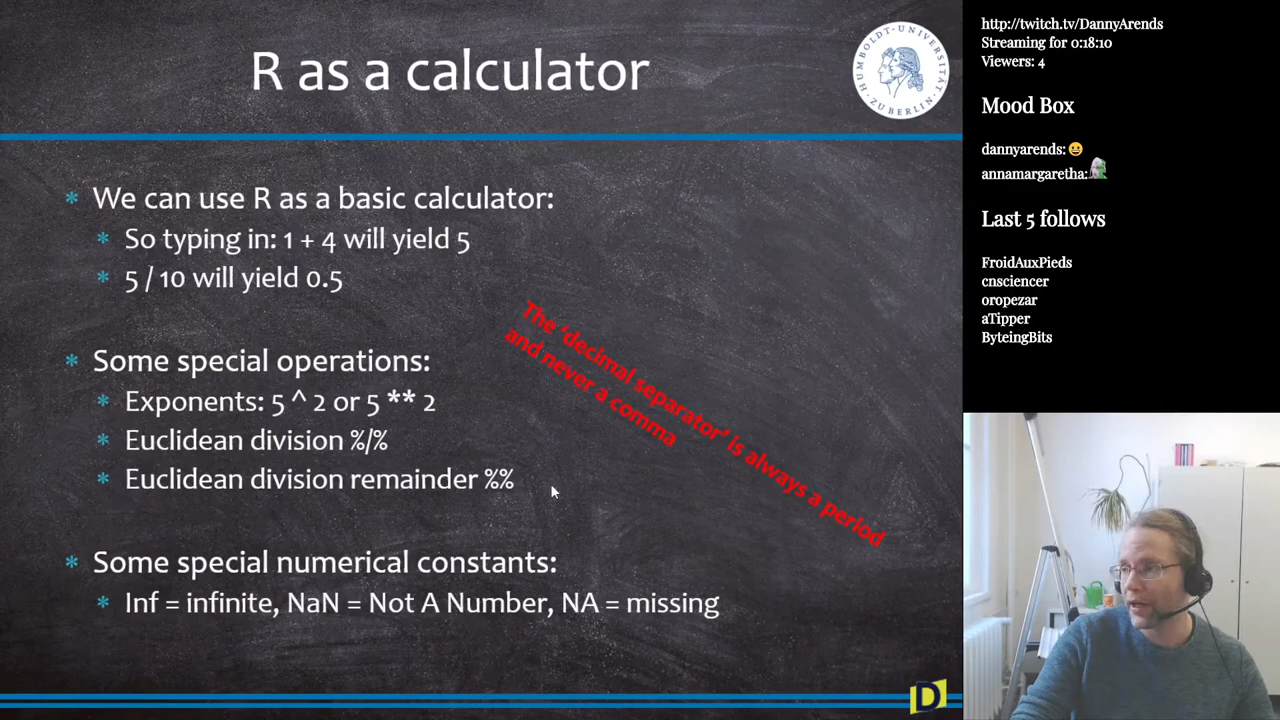 R as a calculator
HUMBOLDT-UNIVERSITÄT
ZU BERLIN
We can use R as a basic calculator:
So typing in: 1 + 4 will yield 5
5 / 10 will yield 0.5
Some special operations:
Exponents: 5 ^ 2 or 5 ** 2
Euclidean division %/%
Euclidean division remainder %%
The ‘decimal separator’ is always a period
and never a comma
Some special numerical constants:
Inf = infinite, NaN = Not A Number, NA = missing
D
http://twitch.tv/DannyArends
Streaming for 0:18:10
Viewers: 4
Mood Box
dannyarends:
annamargaretha:
Last 5 follows
FroidAuxPieds
cnsciencer
oropezar
aTipper
ByteingBits